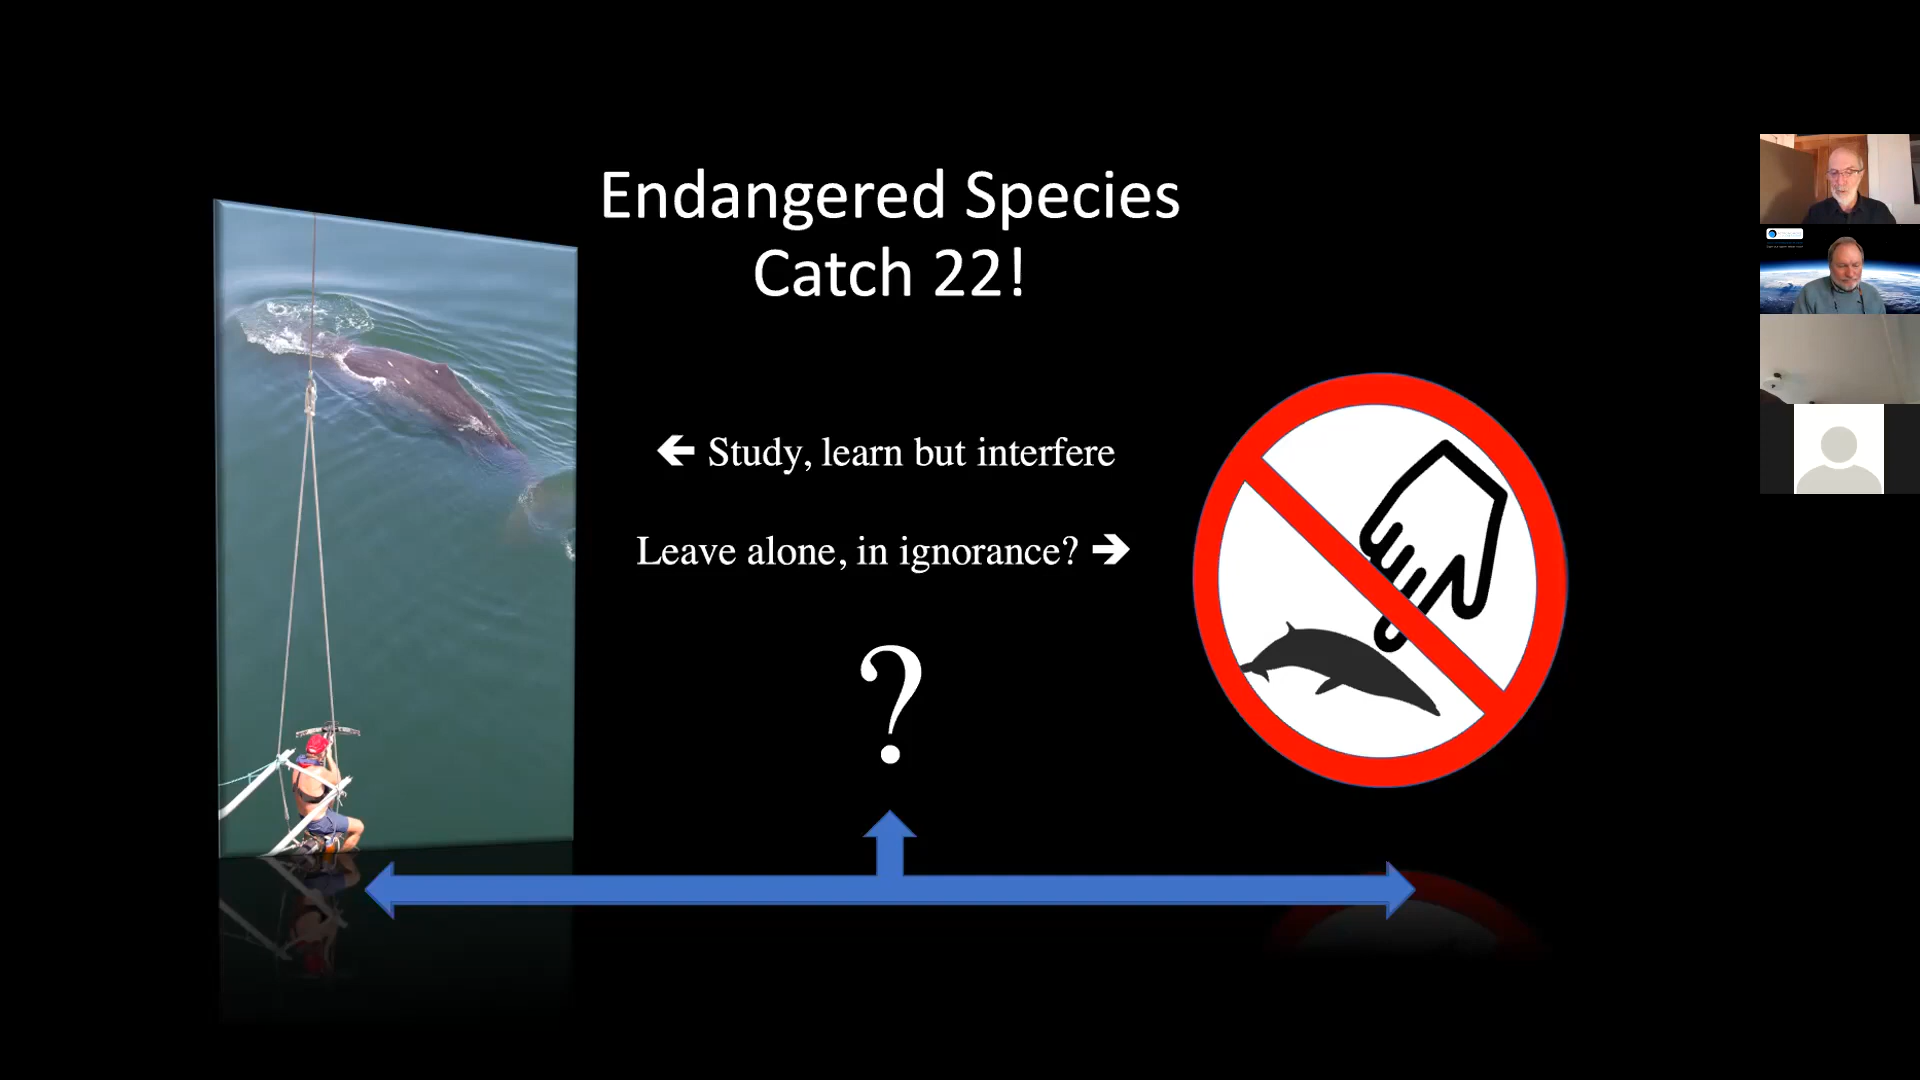 Endangered Species
Catch 22!
← Study, learn but interfere
Leave alone, in ignorance? →
?